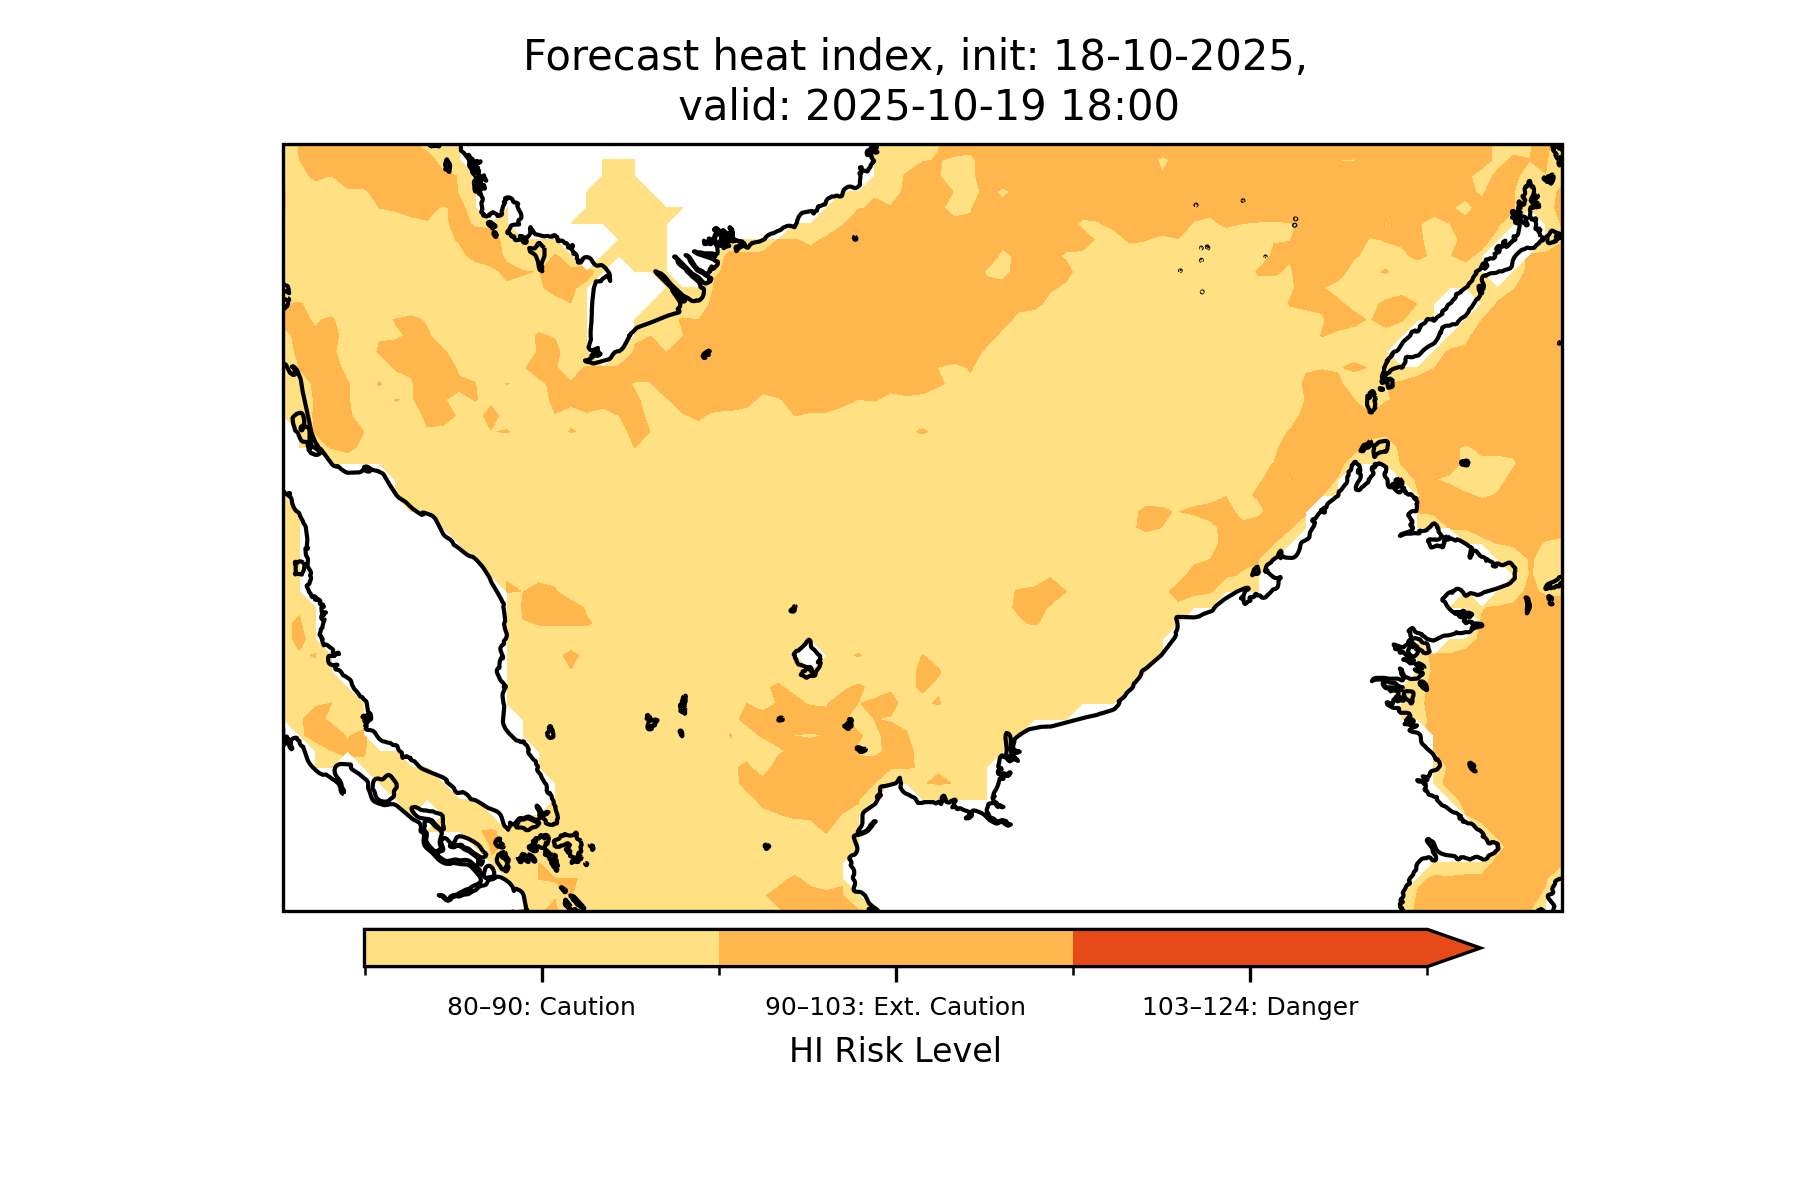 Forecast heat index, init: 18-10-2025,
valid: 2025-10-19 18:00
80–90: Caution
90–103: Ext. Caution
103–124: Danger
HI Risk Level